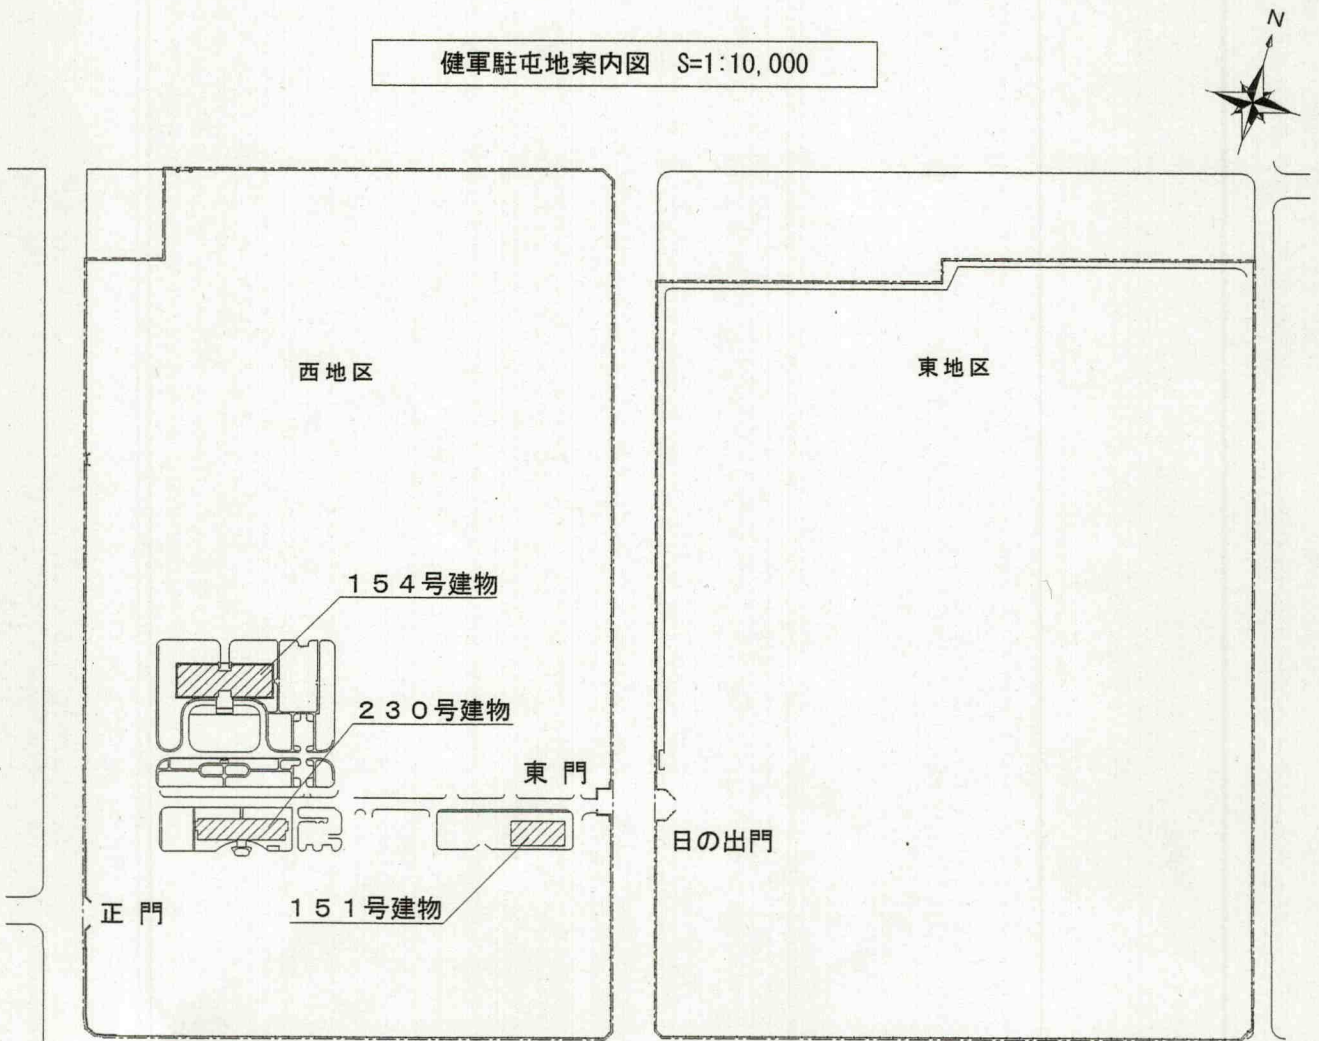 健軍駐屯地案内図 S=1:10,000
N
西地区
東地区
154号建物
230号建物
東門
日の出門
正門
151号建物